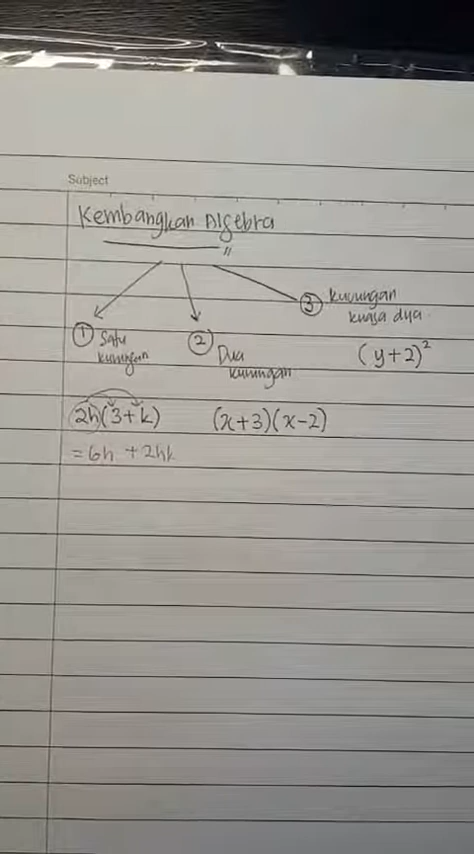 Subject
Kembangkan Algebra
① Satu
kurungan
② Dua
kurungan
③ kurungan
kuasa dua
2h(3+k)
= 6h + 2hk
(x+3)(x-2)
(y+2)²